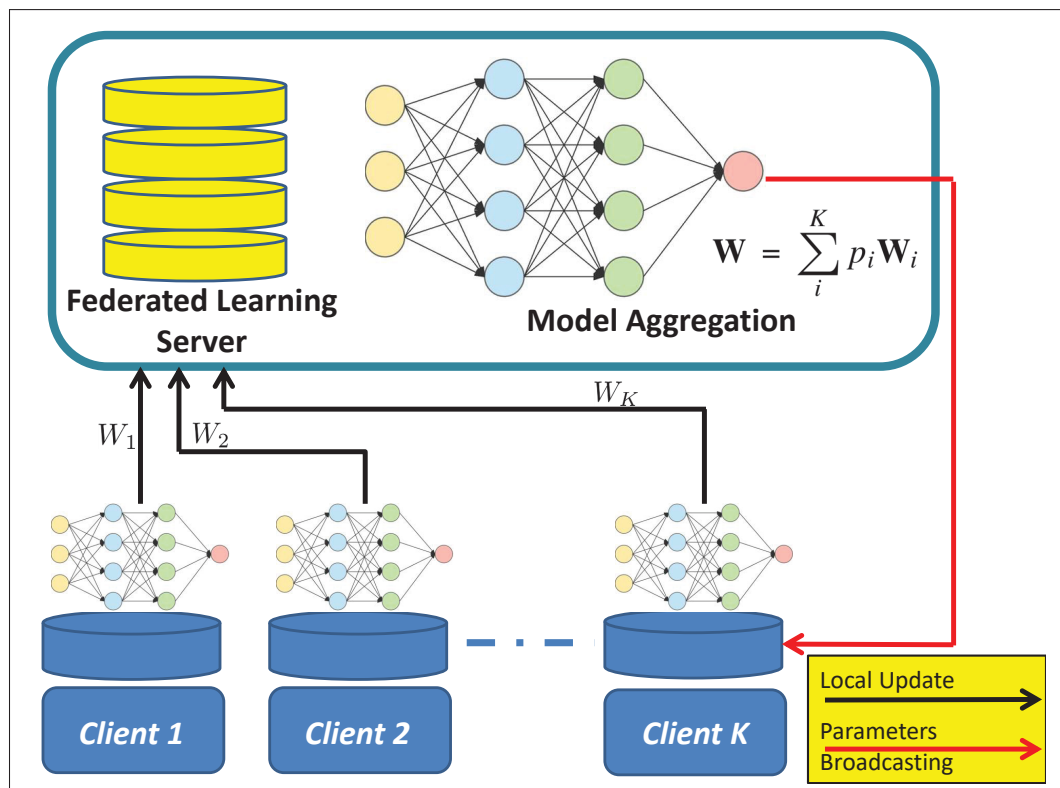 Federated Learning
Server
Model Aggregation
W = \sum_{i}^{K} p_i W_i
W_1
W_2
W_K
Client 1
Client 2
Client K
Local Update
Parameters
Broadcasting